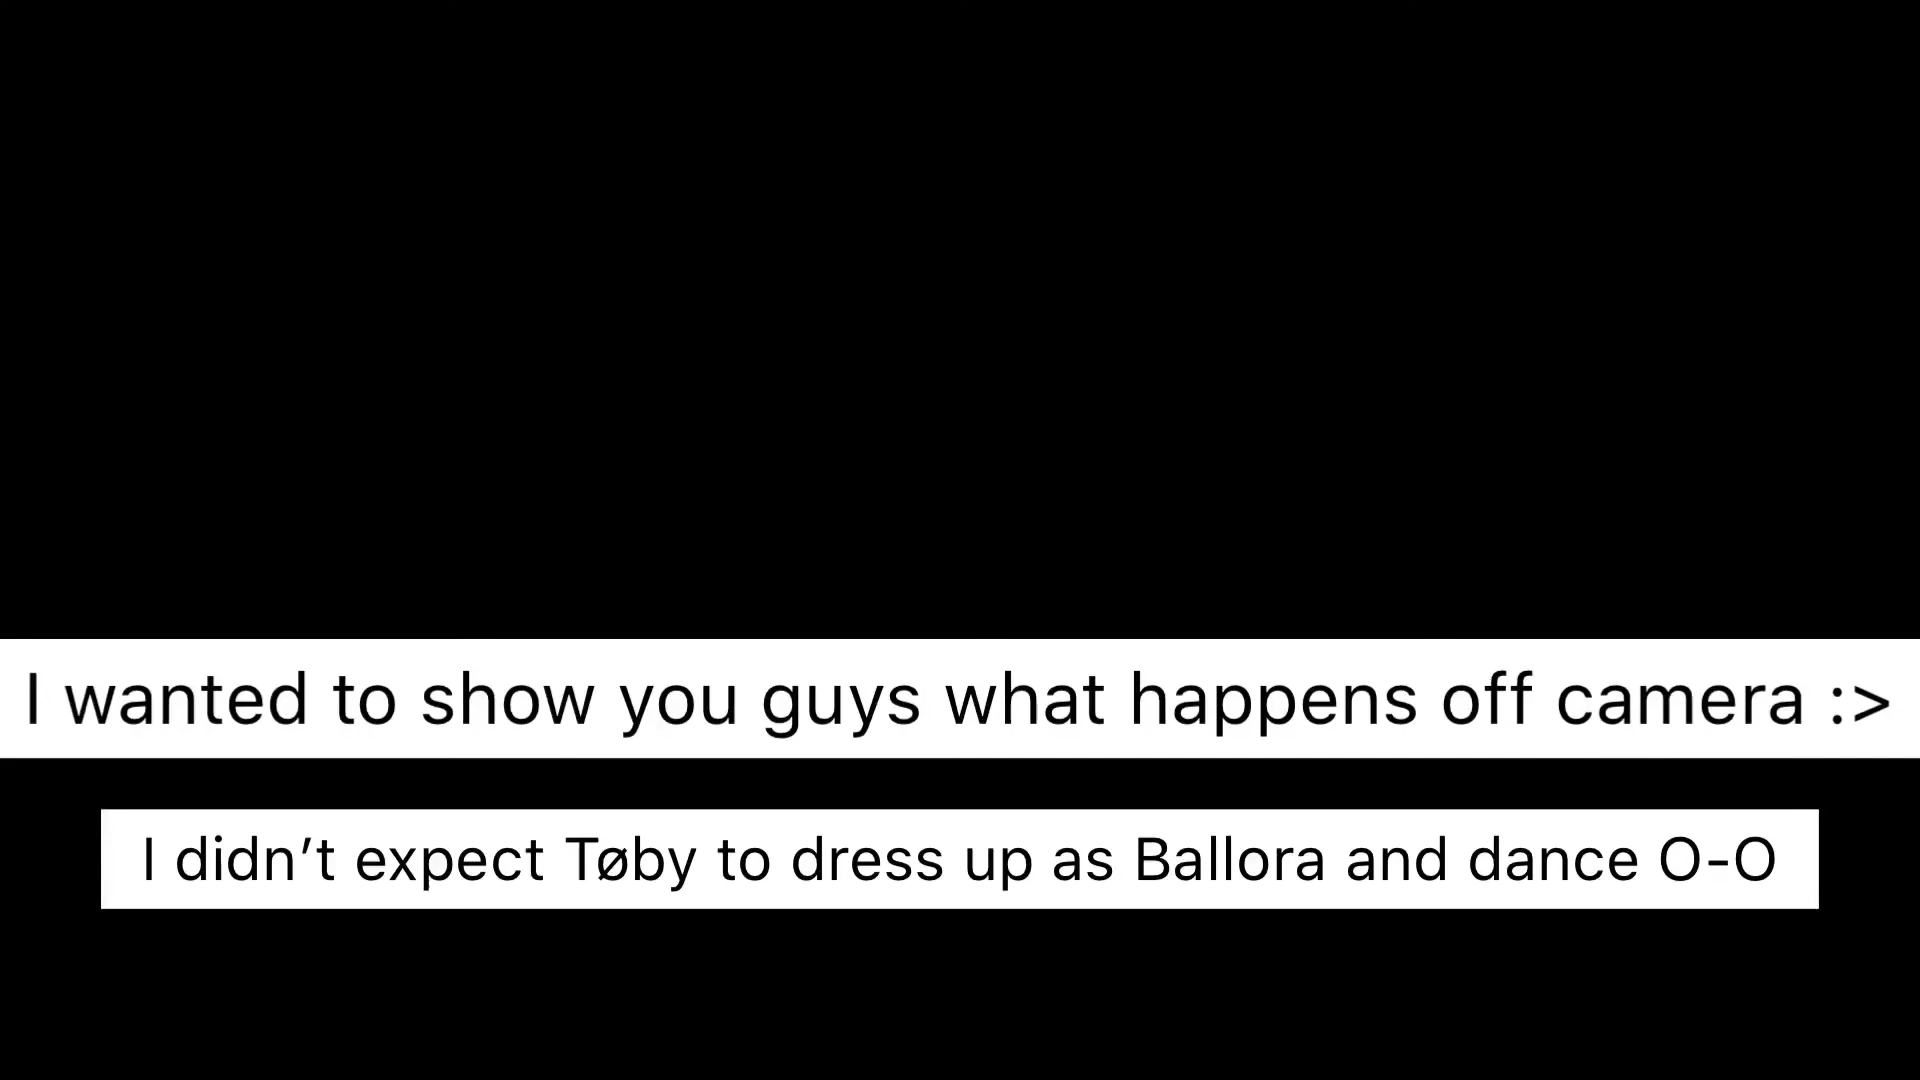 I wanted to show you guys what happens off camera :>
I didn’t expect Tøby to dress up as Ballora and dance O-O